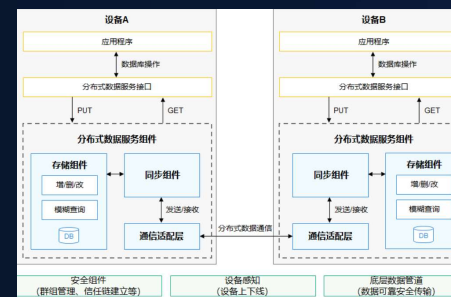 设备A
应用程序
数据库操作
分布式数据服务接口
PUT
GET
分布式数据服务组件
存储组件
增/删/改
模糊查询
DB
同步组件
发送/接收
通信适配层
分布式数据通信
设备B
应用程序
数据库操作
分布式数据服务接口
PUT
GET
分布式数据服务组件
同步组件
发送/接收
通信适配层
存储组件
增/删/改
模糊查询
DB
安全组件
(群组管理、信任链建立等)
设备感知
(设备上下线)
底层数据管道
(数据可靠安全传输)